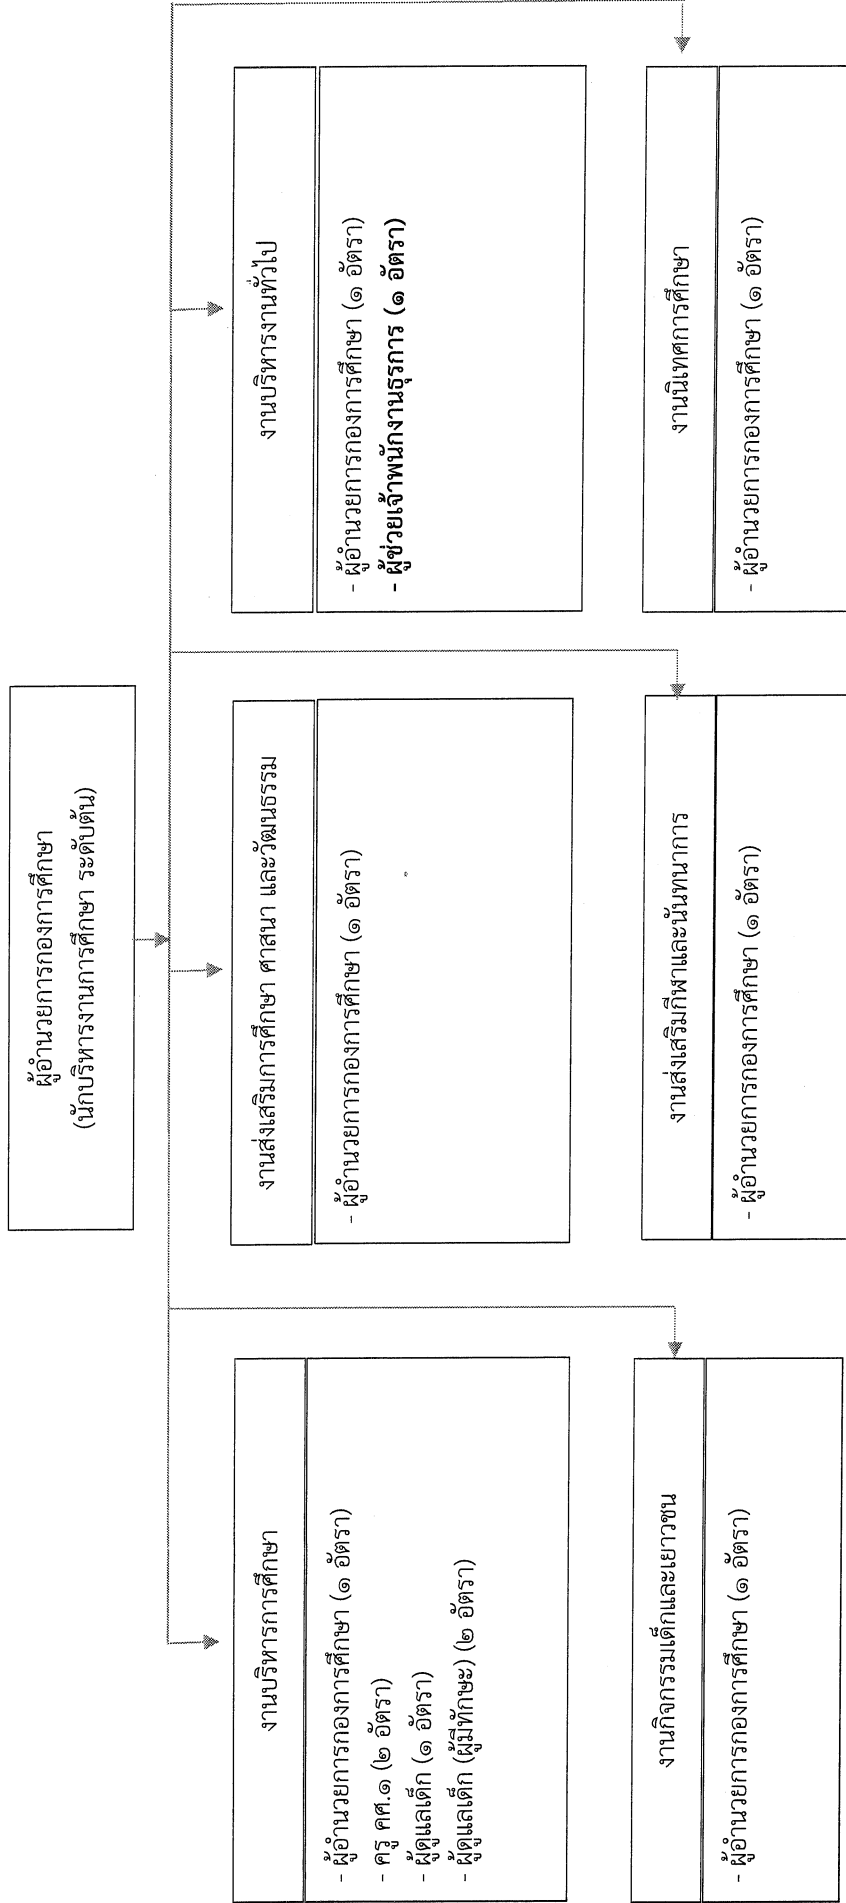 ผู้อำนวยการกองการศึกษา
(นักบริหารงานการศึกษา ระดับต้น)
งานบริหารการศึกษา
- ผู้อำนวยการกองการศึกษา (๑ อัตรา)
- ครู คศ.๑ (๒ อัตรา)
- ผู้ดูแลเด็ก (๑ อัตรา)
- ผู้ดูแลเด็ก (ผู้มีทักษะ) (๒ อัตรา)
งานส่งเสริมการศึกษา ศาสนา และวัฒนธรรม
- ผู้อำนวยการกองการศึกษา (๑ อัตรา)
งานบริหารงานทั่วไป
- ผู้อำนวยการกองการศึกษา (๑ อัตรา)
- ผู้ช่วยเจ้าพนักงานธุรการ (๑ อัตรา)
งานกิจกรรมเด็กและเยาวชน
- ผู้อำนวยการกองการศึกษา (๑ อัตรา)
งานส่งเสริมกีฬาและนันทนาการ
- ผู้อำนวยการกองการศึกษา (๑ อัตรา)
งานนิเทศการศึกษา
- ผู้อำนวยการกองการศึกษา (๑ อัตรา)